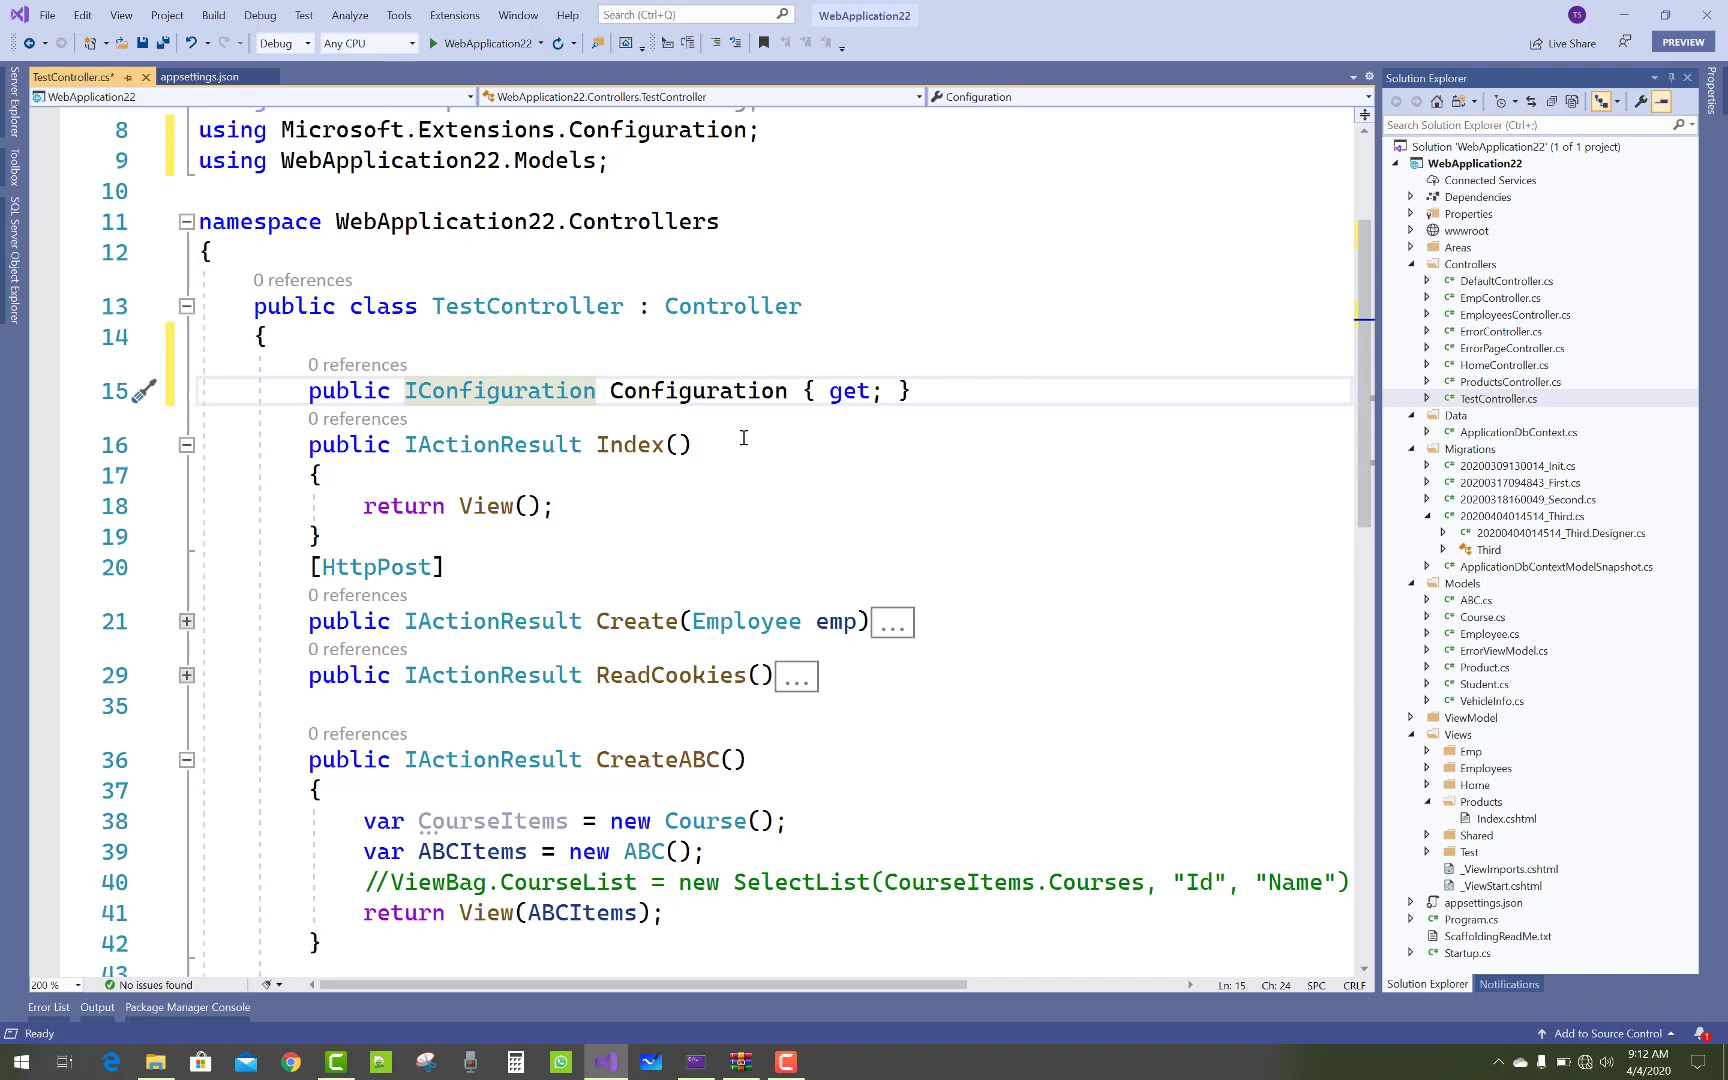 File Edit View Project Build Debug Test Analyze Tools Extensions Window Help Search (Ctrl+Q) WebApplication22 TS
Debug Any CPU WebApplication22 Live Share PREVIEW
TestController.cs* appsettings.json
WebApplication22 WebApplication22.Controllers.TestController Configuration
Server Explorer
Toolbox
SQL Server Object Explorer
8 using Microsoft.Extensions.Configuration;
9 using WebApplication22.Models;
10
11 namespace WebApplication22.Controllers
12 {
0 references
13 public class TestController : Controller
14 {
0 references
15 public IConfiguration Configuration { get; }
0 references
16 public IActionResult Index()
17 {
18 return View();
19 }
20 [HttpPost]
0 references
21 public IActionResult Create(Employee emp)...
0 references
29 public IActionResult ReadCookies()...
35
0 references
36 public IActionResult CreateABC()
37 {
38 var CourseItems = new Course();
39 var ABCItems = new ABC();
40 //ViewBag.CourseList = new SelectList(CourseItems.Courses, "Id", "Name")
41 return View(ABCItems);
42 }
43
200 % No issues found Ln: 15 Ch: 24 SPC CRLF
Error List Output Package Manager Console
Solution Explorer
Search Solution Explorer (Ctrl+;)
Solution 'WebApplication22' (1 of 1 project)
WebApplication22
Connected Services
Dependencies
Properties
wwwroot
Areas
Controllers
DefaultController.cs
EmpController.cs
EmployeesController.cs
ErrorController.cs
ErrorPageController.cs
HomeController.cs
ProductsController.cs
TestController.cs
Data
ApplicationDbContext.cs
Migrations
20200309130014_Init.cs
20200317094843_First.cs
20200318160049_Second.cs
20200404014514_Third.cs
20200404014514_Third.Designer.cs
Third
ApplicationDbContextModelSnapshot.cs
Models
ABC.cs
Course.cs
Employee.cs
ErrorViewModel.cs
Product.cs
Student.cs
VehicleInfo.cs
ViewModel
Views
Emp
Employees
Home
Products
Index.cshtml
Shared
Test
_ViewImports.cshtml
_ViewStart.cshtml
appsettings.json
Program.cs
ScaffoldingReadMe.txt
Startup.cs
Solution Explorer Notifications
Properties
Ready Add to Source Control 1
9:12 AM
4/4/2020